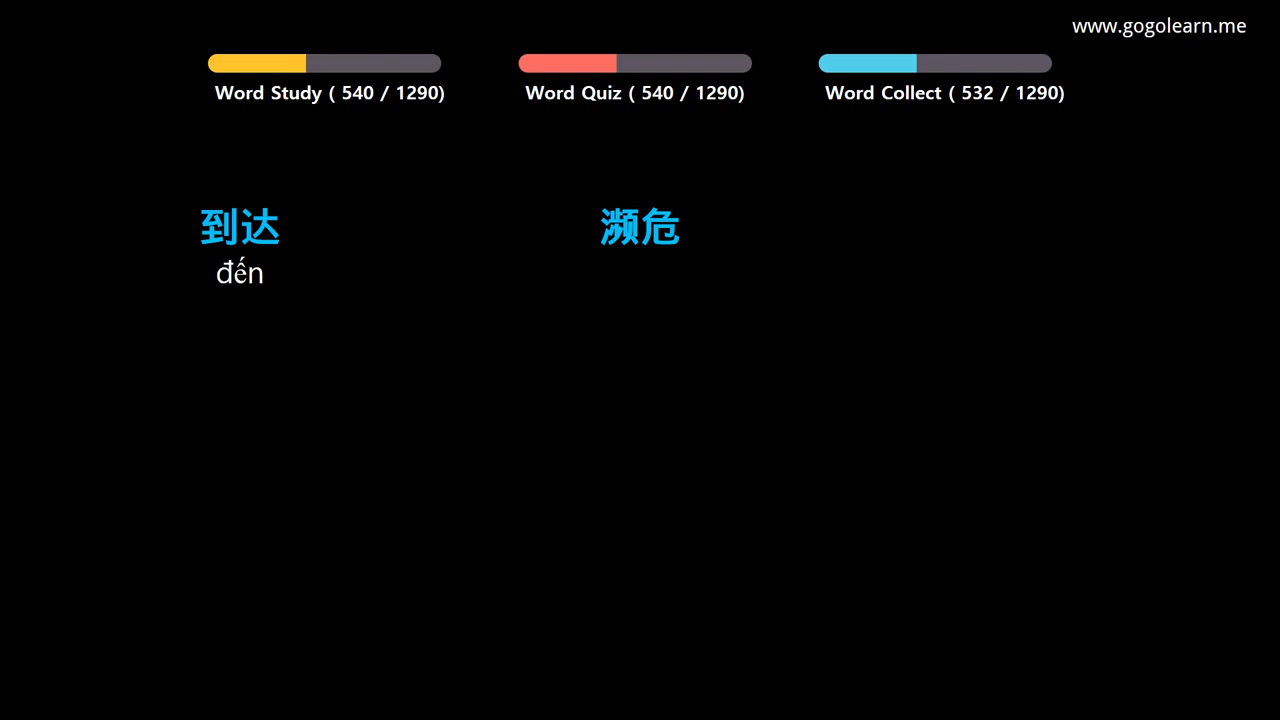 www.gogolearn.me
Word Study ( 540 / 1290)
Word Quiz ( 540 / 1290)
Word Collect ( 532 / 1290)
到达
濒危
đến